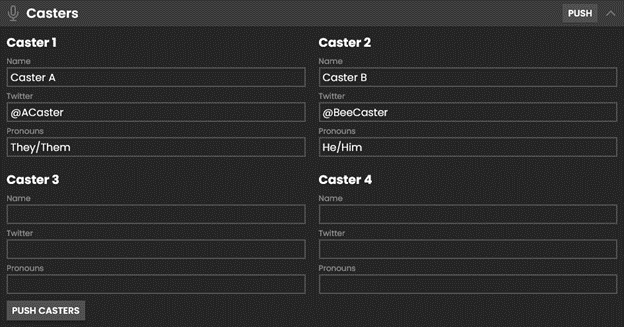 Casters PUSH
Caster 1 Caster 2
Name Name
Caster A Caster B
Twitter Twitter
@ACaster @BeeCaster
Pronouns Pronouns
They/Them He/Him
Caster 3 Caster 4
Name Name
Twitter Twitter
Pronouns Pronouns
PUSH CASTERS